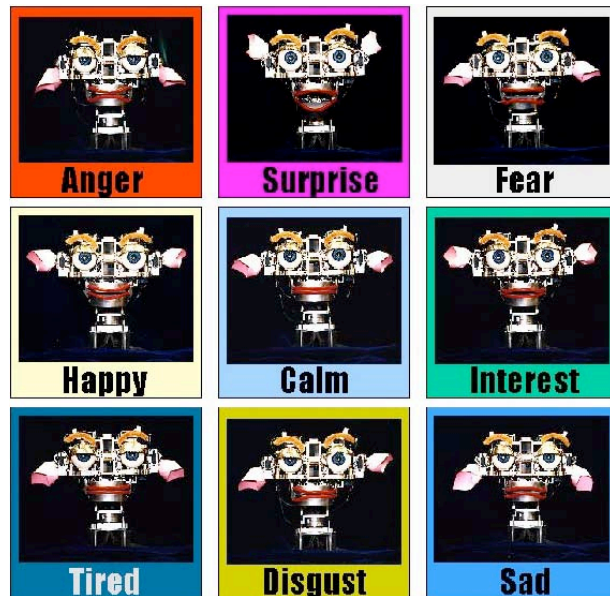 Anger
Surprise
Fear
Happy
Calm
Interest
Tired
Disgust
Sad